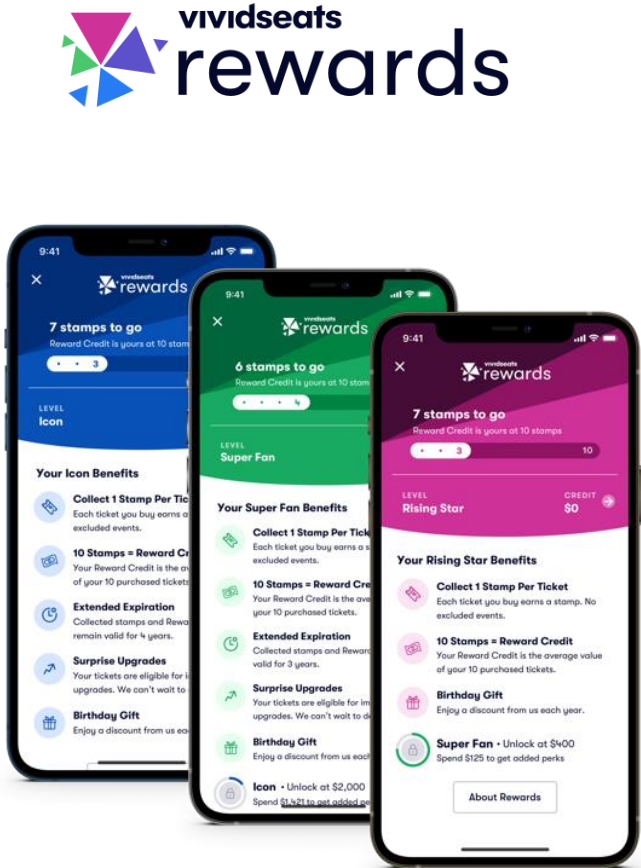 vividseats
rewards
9:41
vividseats
rewards
7 stamps to go
Reward Credit is yours at 10 stam
3
LEVEL
Icon
Your Icon Benefits
Collect 1 Stamp Per Tic
Each ticket you buy earns a
excluded events.
10 Stamps = Reward Cr
Your Reward Credit is the av
of your 10 purchased tickets
Extended Expiration
Collected stamps and Rewa
remain valid for 4 years.
Surprise Upgrades
Your tickets are eligible for i
upgrades. We can't wait to
Birthday Gift
Enjoy a discount from us ea
9:41
vividseats
rewards
6 stamps to go
Reward Credit is yours at 10 stam
4
LEVEL
Super Fan
Your Super Fan Benefits
Collect 1 Stamp Per Tick
Each ticket you buy earns a s
excluded events.
10 Stamps = Reward Cre
Your Reward Credit is the ave
your 10 purchased tickets.
Extended Expiration
Collected stamps and Reward
valid for 3 years.
Surprise Upgrades
Your tickets are eligible for im
upgrades. We can't wait to d
Birthday Gift
Enjoy a discount from us each
Icon • Unlock at $2,000
Spend $1,421 to get added pe
9:41
vividseats
rewards
7 stamps to go
Reward Credit is yours at 10 stamps
3 10
LEVEL CREDIT
Rising Star $0
Your Rising Star Benefits
Collect 1 Stamp Per Ticket
Each ticket you buy earns a stamp. No
excluded events.
10 Stamps = Reward Credit
Your Reward Credit is the average value
of your 10 purchased tickets.
Birthday Gift
Enjoy a discount from us each year.
Super Fan • Unlock at $400
Spend $125 to get added perks
About Rewards